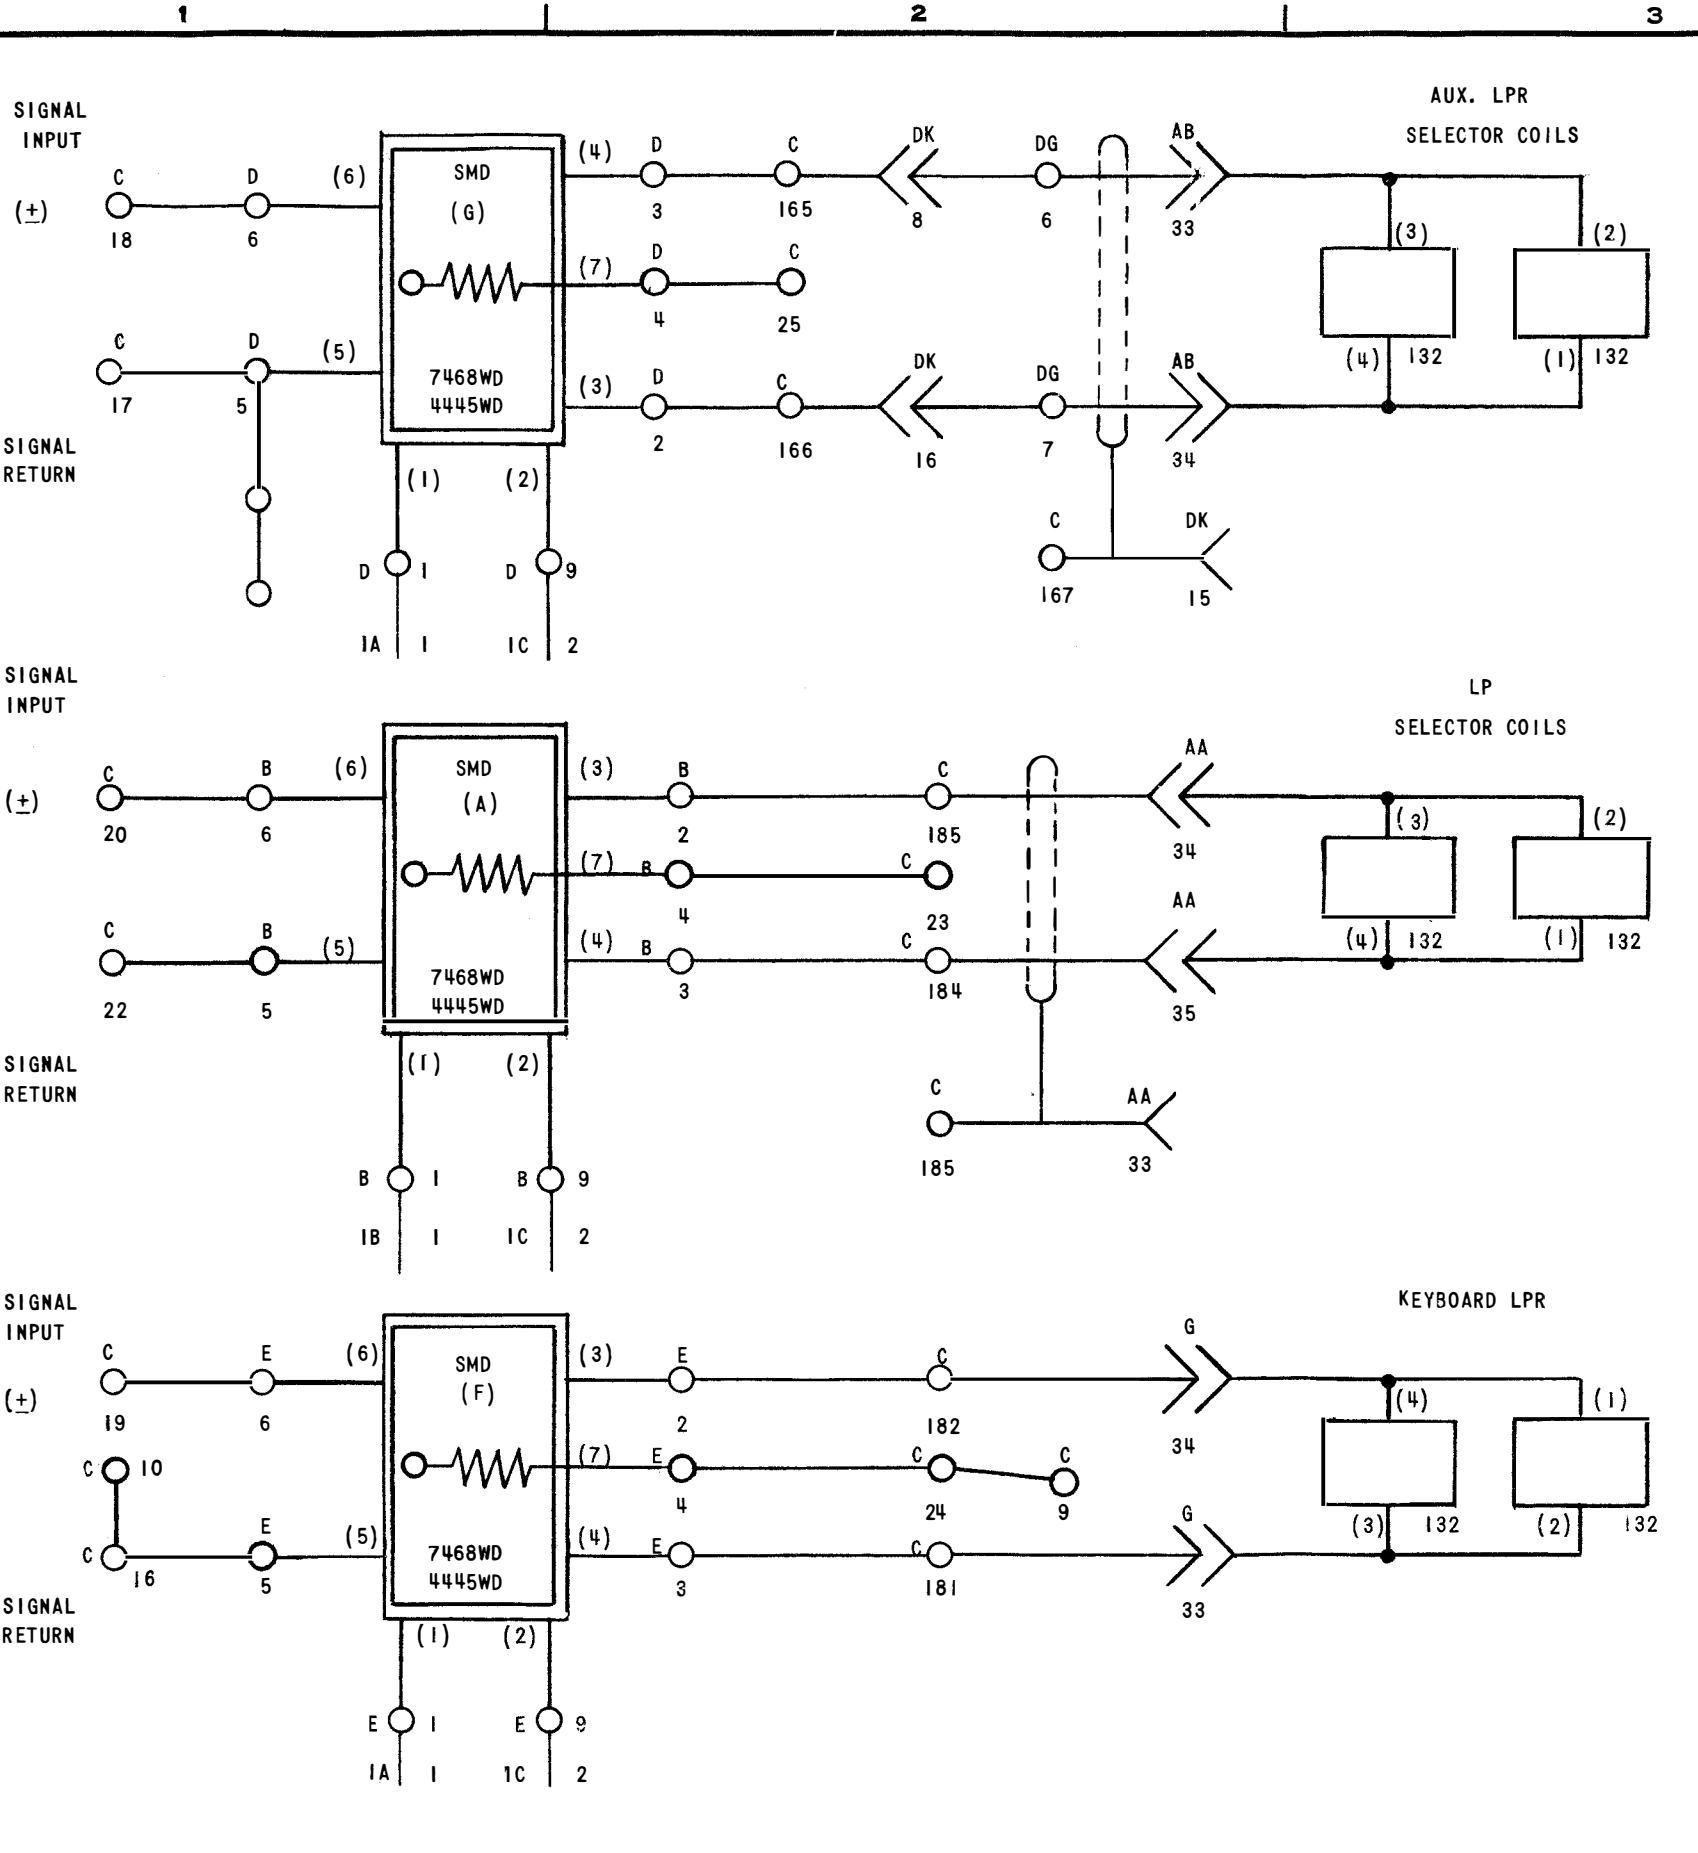 1 2 3
SIGNAL
INPUT
AUX. LPR
SELECTOR COILS
C D (6) SMD (4) D C DK DG AB
(±) (G)
18 6 3 165 8 6 33
(3) (2)
(7) D C
4 25
C D (5) 7468WD (3) D C DK DG AB (4) 132 (1) 132
17 5 4445WD 2 166 16 7 34
SIGNAL
RETURN
(1) (2)
C DK
D 1 D 9
167 15
1A 1 1C 2
SIGNAL
INPUT
LP
SELECTOR COILS
C B (6) SMD (3) B C AA
(±) (A)
20 6 2 185 34 (3) (2)
(7) B C
4 23 AA
C B (5) (4) B C (4) 132 (1) 132
7468WD
22 5 4445WD 3 184 35
SIGNAL
RETURN
(1) (2)
C AA
185 33
B 1 B 9
1B 1 1C 2
SIGNAL
INPUT
KEYBOARD LPR
C E (6) SMD (3) E C G
(±) (F) (4) (1)
19 6 2 182 34
C 10 (7) E C C
4 24 9
E (5) G (3) 132 (2) 132
C 7468WD (4) E C
16 5 4445WD 3 181 33
SIGNAL
RETURN
(1) (2)
E 1 E 9
1A 1 1C 2